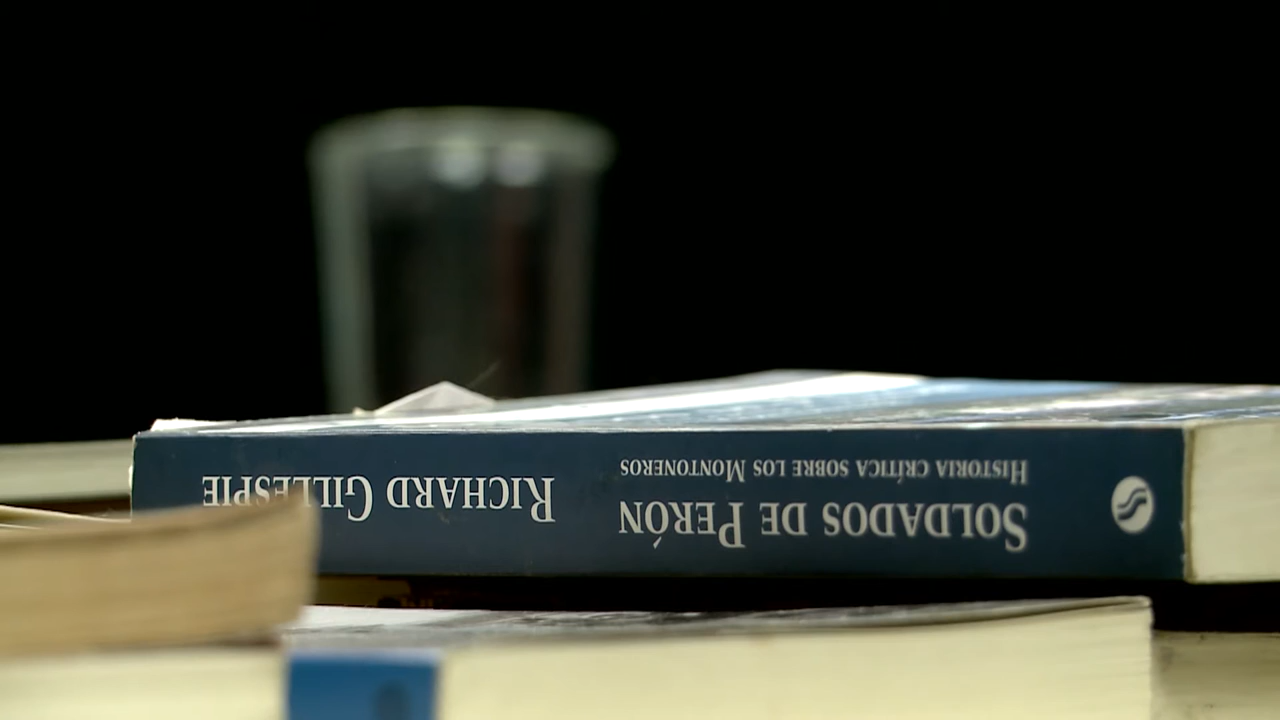 SOLDADOS DE PERÓN
HISTORIA CRÍTICA SOBRE LOS MONTONEROS
RICHARD GILLESPIE